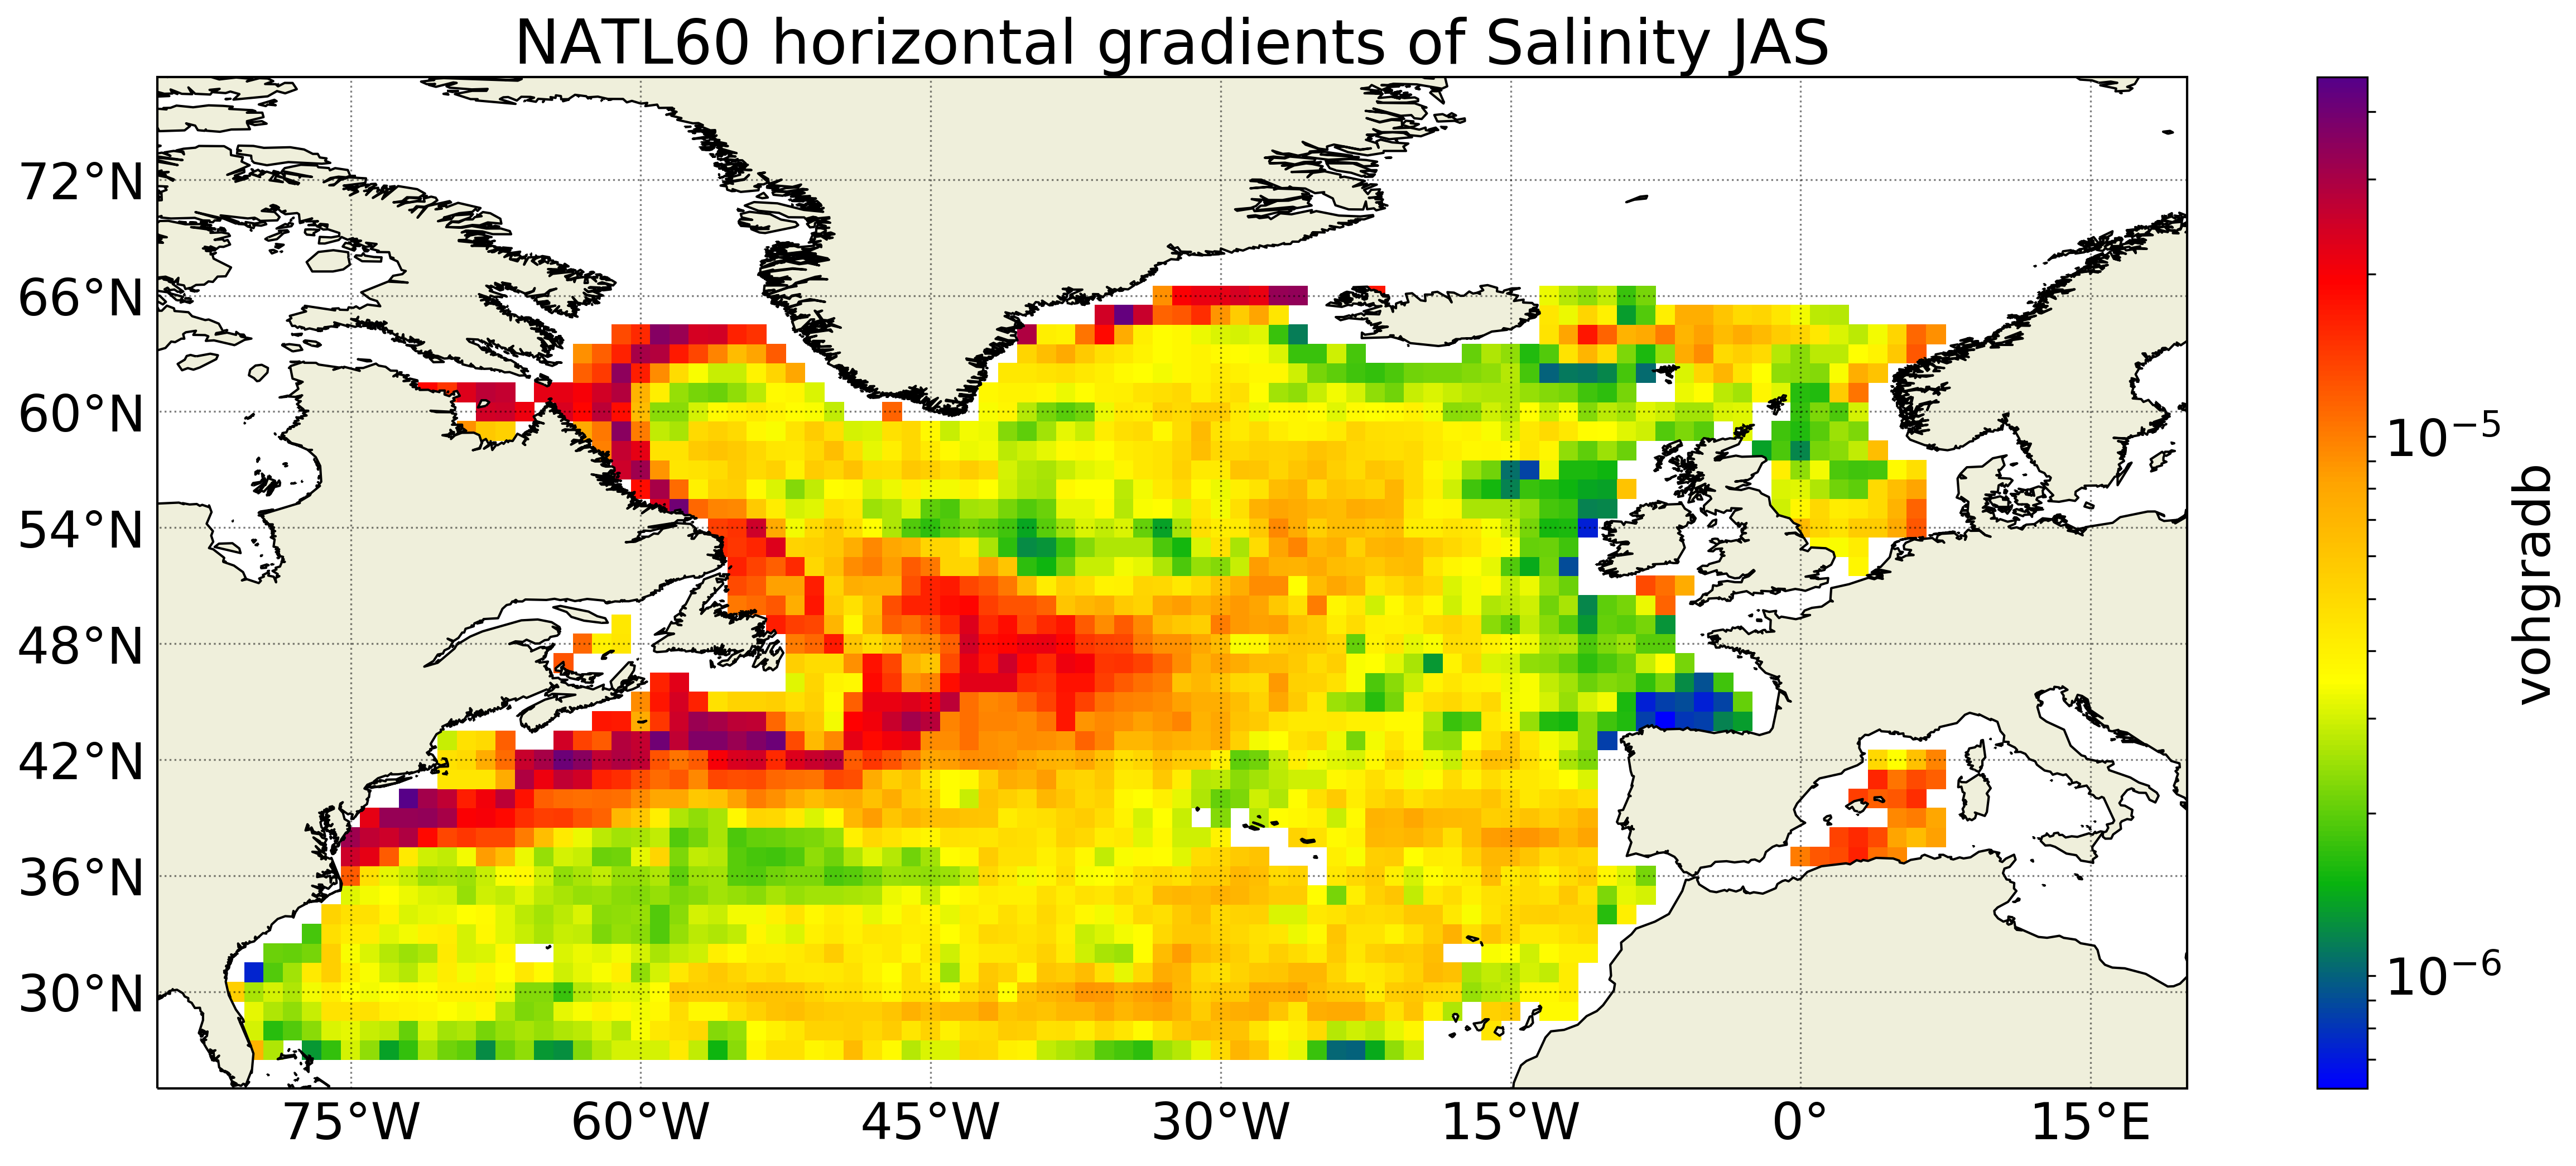 NATL60 horizontal gradients of Salinity JAS
72°N
66°N
60°N
54°N
48°N
42°N
36°N
30°N
75°W
60°W
45°W
30°W
15°W
0°
15°E
10⁻⁵
10⁻⁶
vohgradb